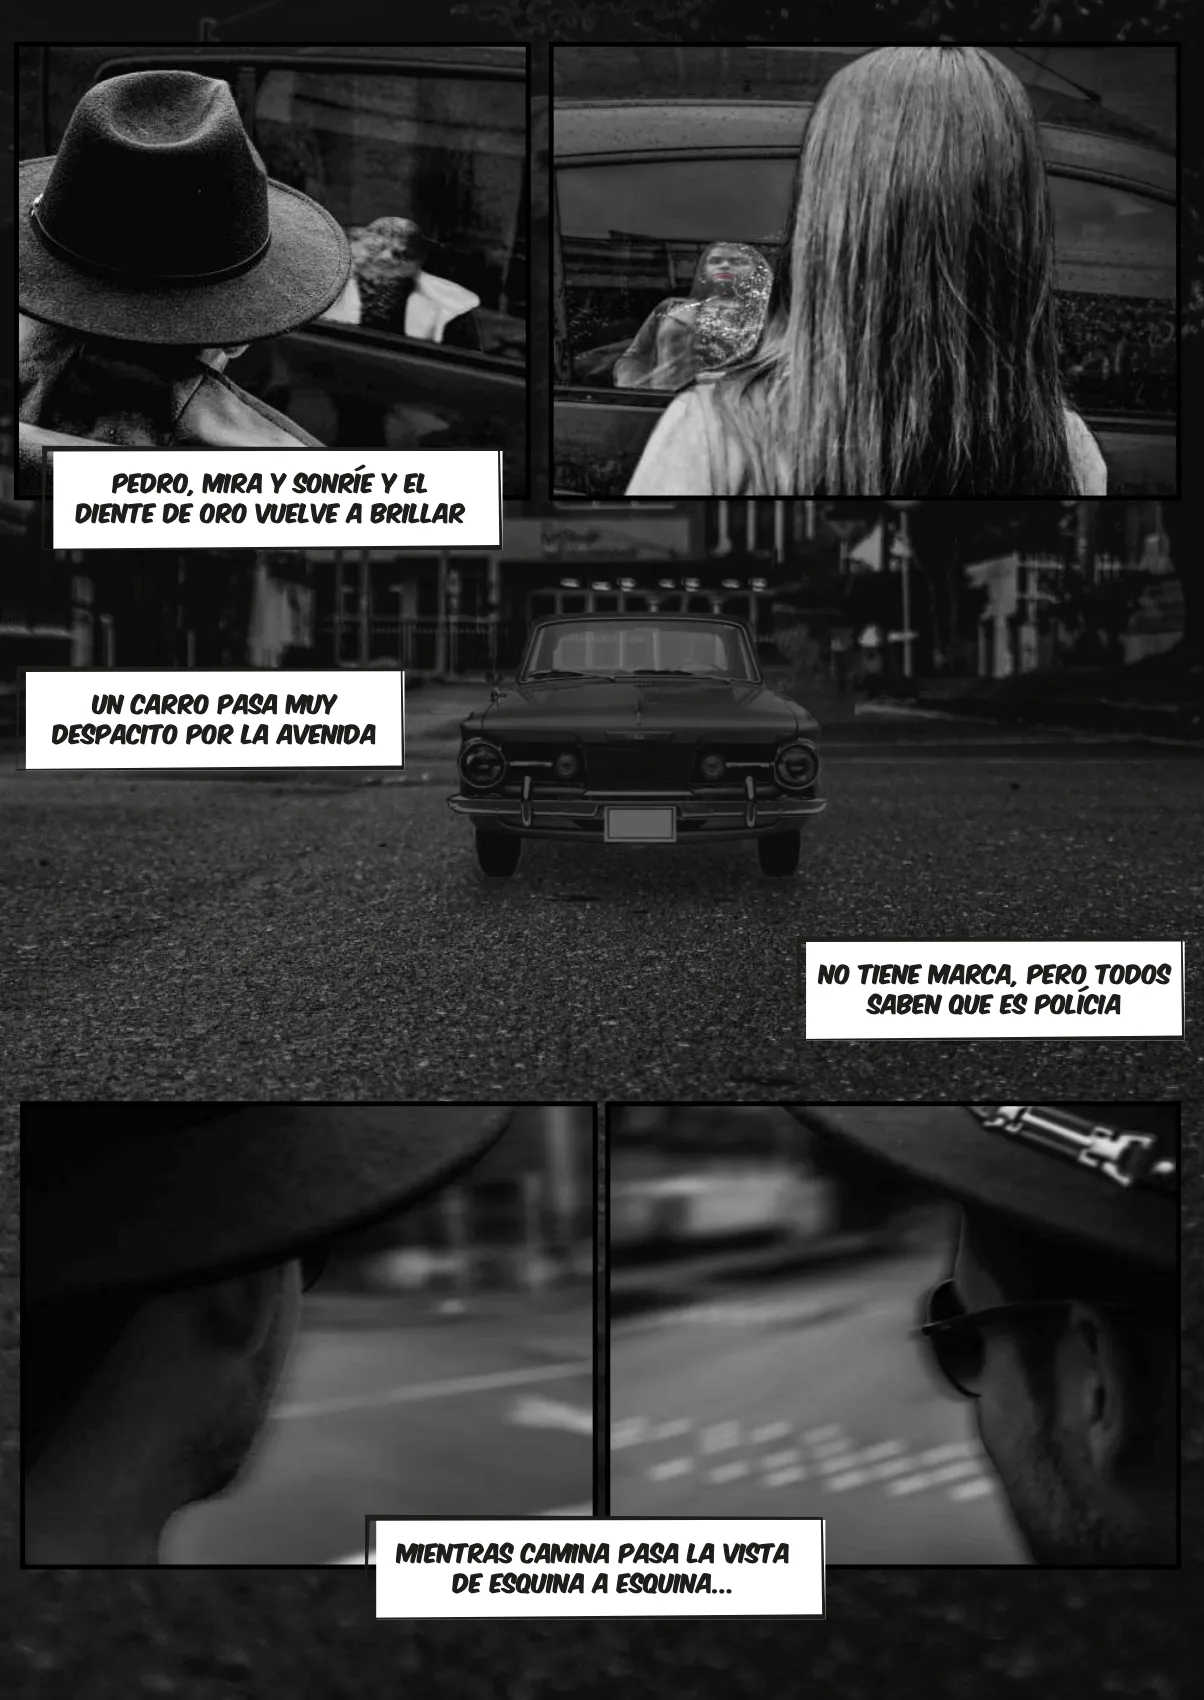 PEDRO, MIRA Y SONRÍE Y EL
DIENTE DE ORO VUELVE A BRILLAR
UN CARRO PASA MUY
DESPACITO POR LA AVENIDA
NO TIENE MARCA, PERO TODOS
SABEN QUE ES POLÍCIA
MIENTRAS CAMINA PASA LA VISTA
DE ESQUINA A ESQUINA...